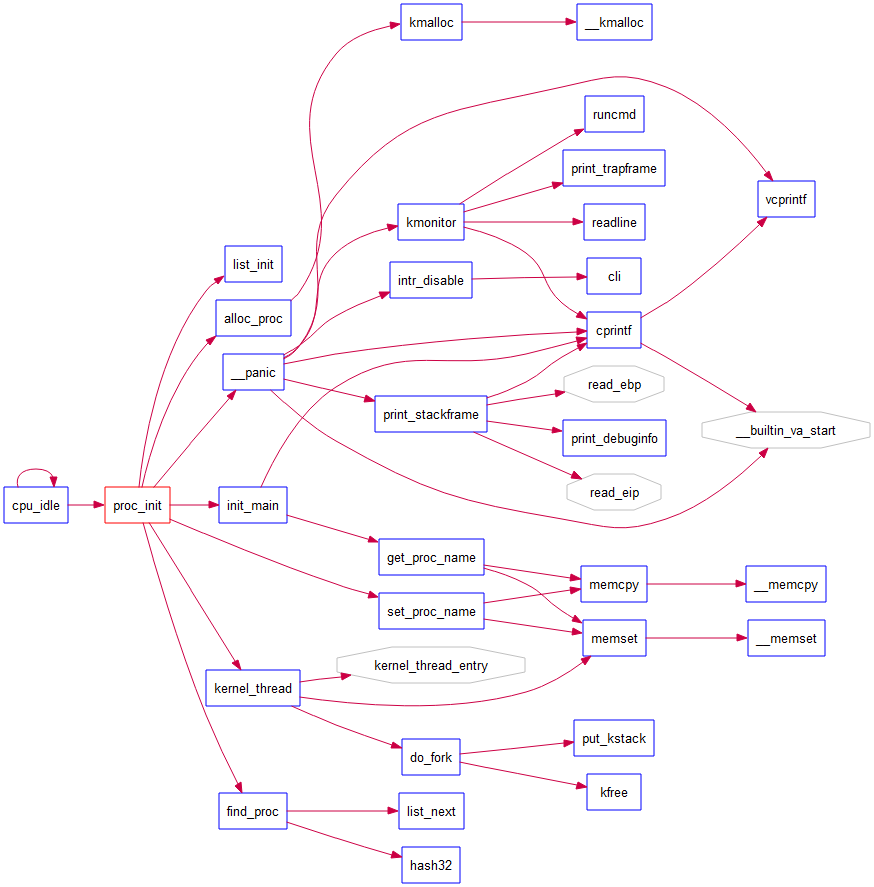 kmalloc
__kmalloc
runcmd
print_trapframe
vcprintf
kmonitor
readline
list_init
intr_disable
cli
alloc_proc
cprintf
__panic
read_ebp
print_stackframe
__builtin_va_start
print_debuginfo
read_eip
cpu_idle
proc_init
init_main
get_proc_name
memcpy
__memcpy
set_proc_name
memset
__memset
kernel_thread_entry
kernel_thread
put_kstack
do_fork
kfree
find_proc
list_next
hash32